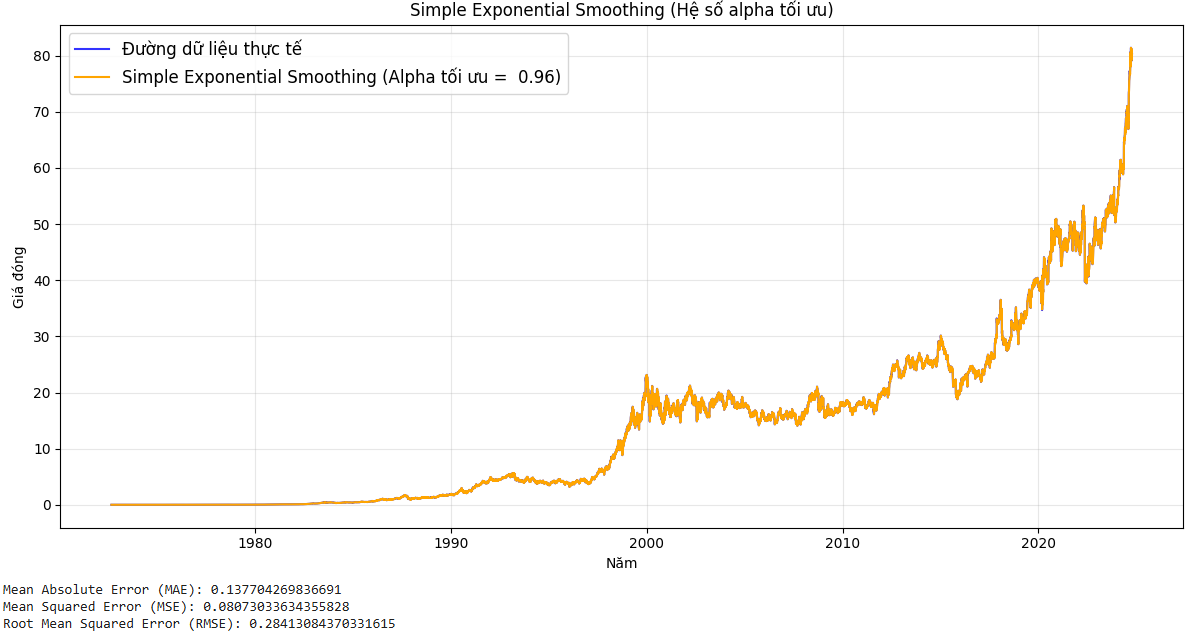 Simple Exponential Smoothing (Hệ số alpha tối ưu)
Đường dữ liệu thực tế
Simple Exponential Smoothing (Alpha tối ưu =  0.96)
80
70
60
50
40
30
20
10
0
Giá đóng
1980 1990 2000 2010 2020
Năm
Mean Absolute Error (MAE): 0.137704269836691
Mean Squared Error (MSE): 0.08073033634355828
Root Mean Squared Error (RMSE): 0.28413084370331615